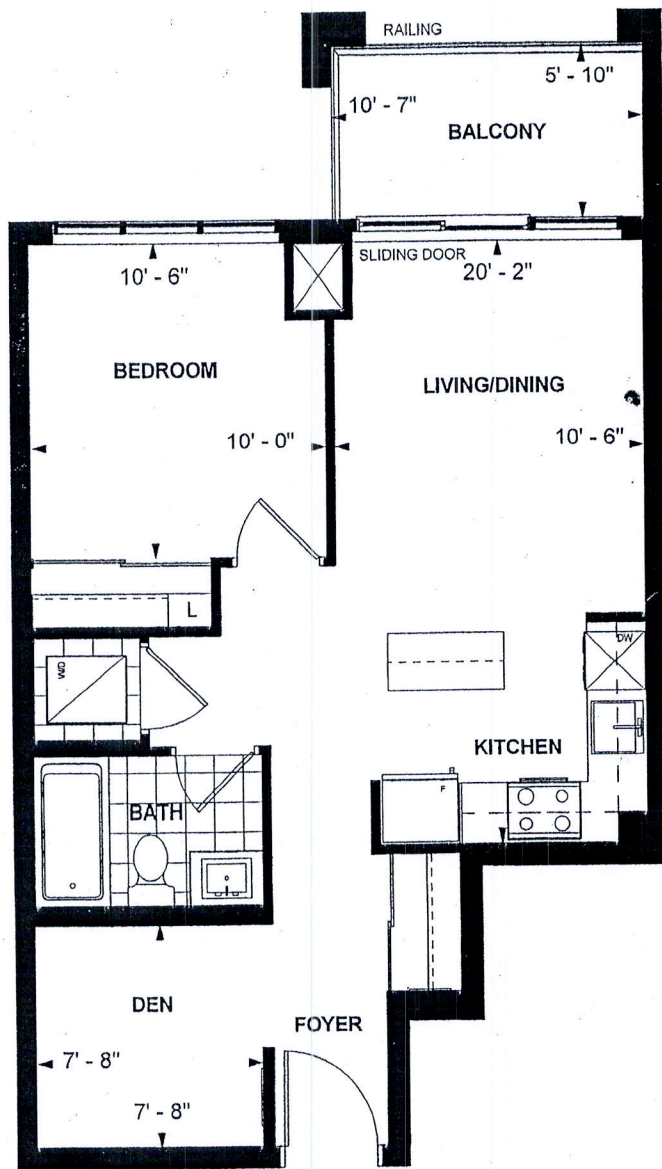 RAILING
5' - 10"
10' - 7"
BALCONY
SLIDING DOOR
10' - 6"
20' - 2"
BEDROOM
LIVING/DINING
10' - 0"
10' - 6"
L
W/D
DW
KITCHEN
F
BATH
DEN
FOYER
7' - 8"
7' - 8"